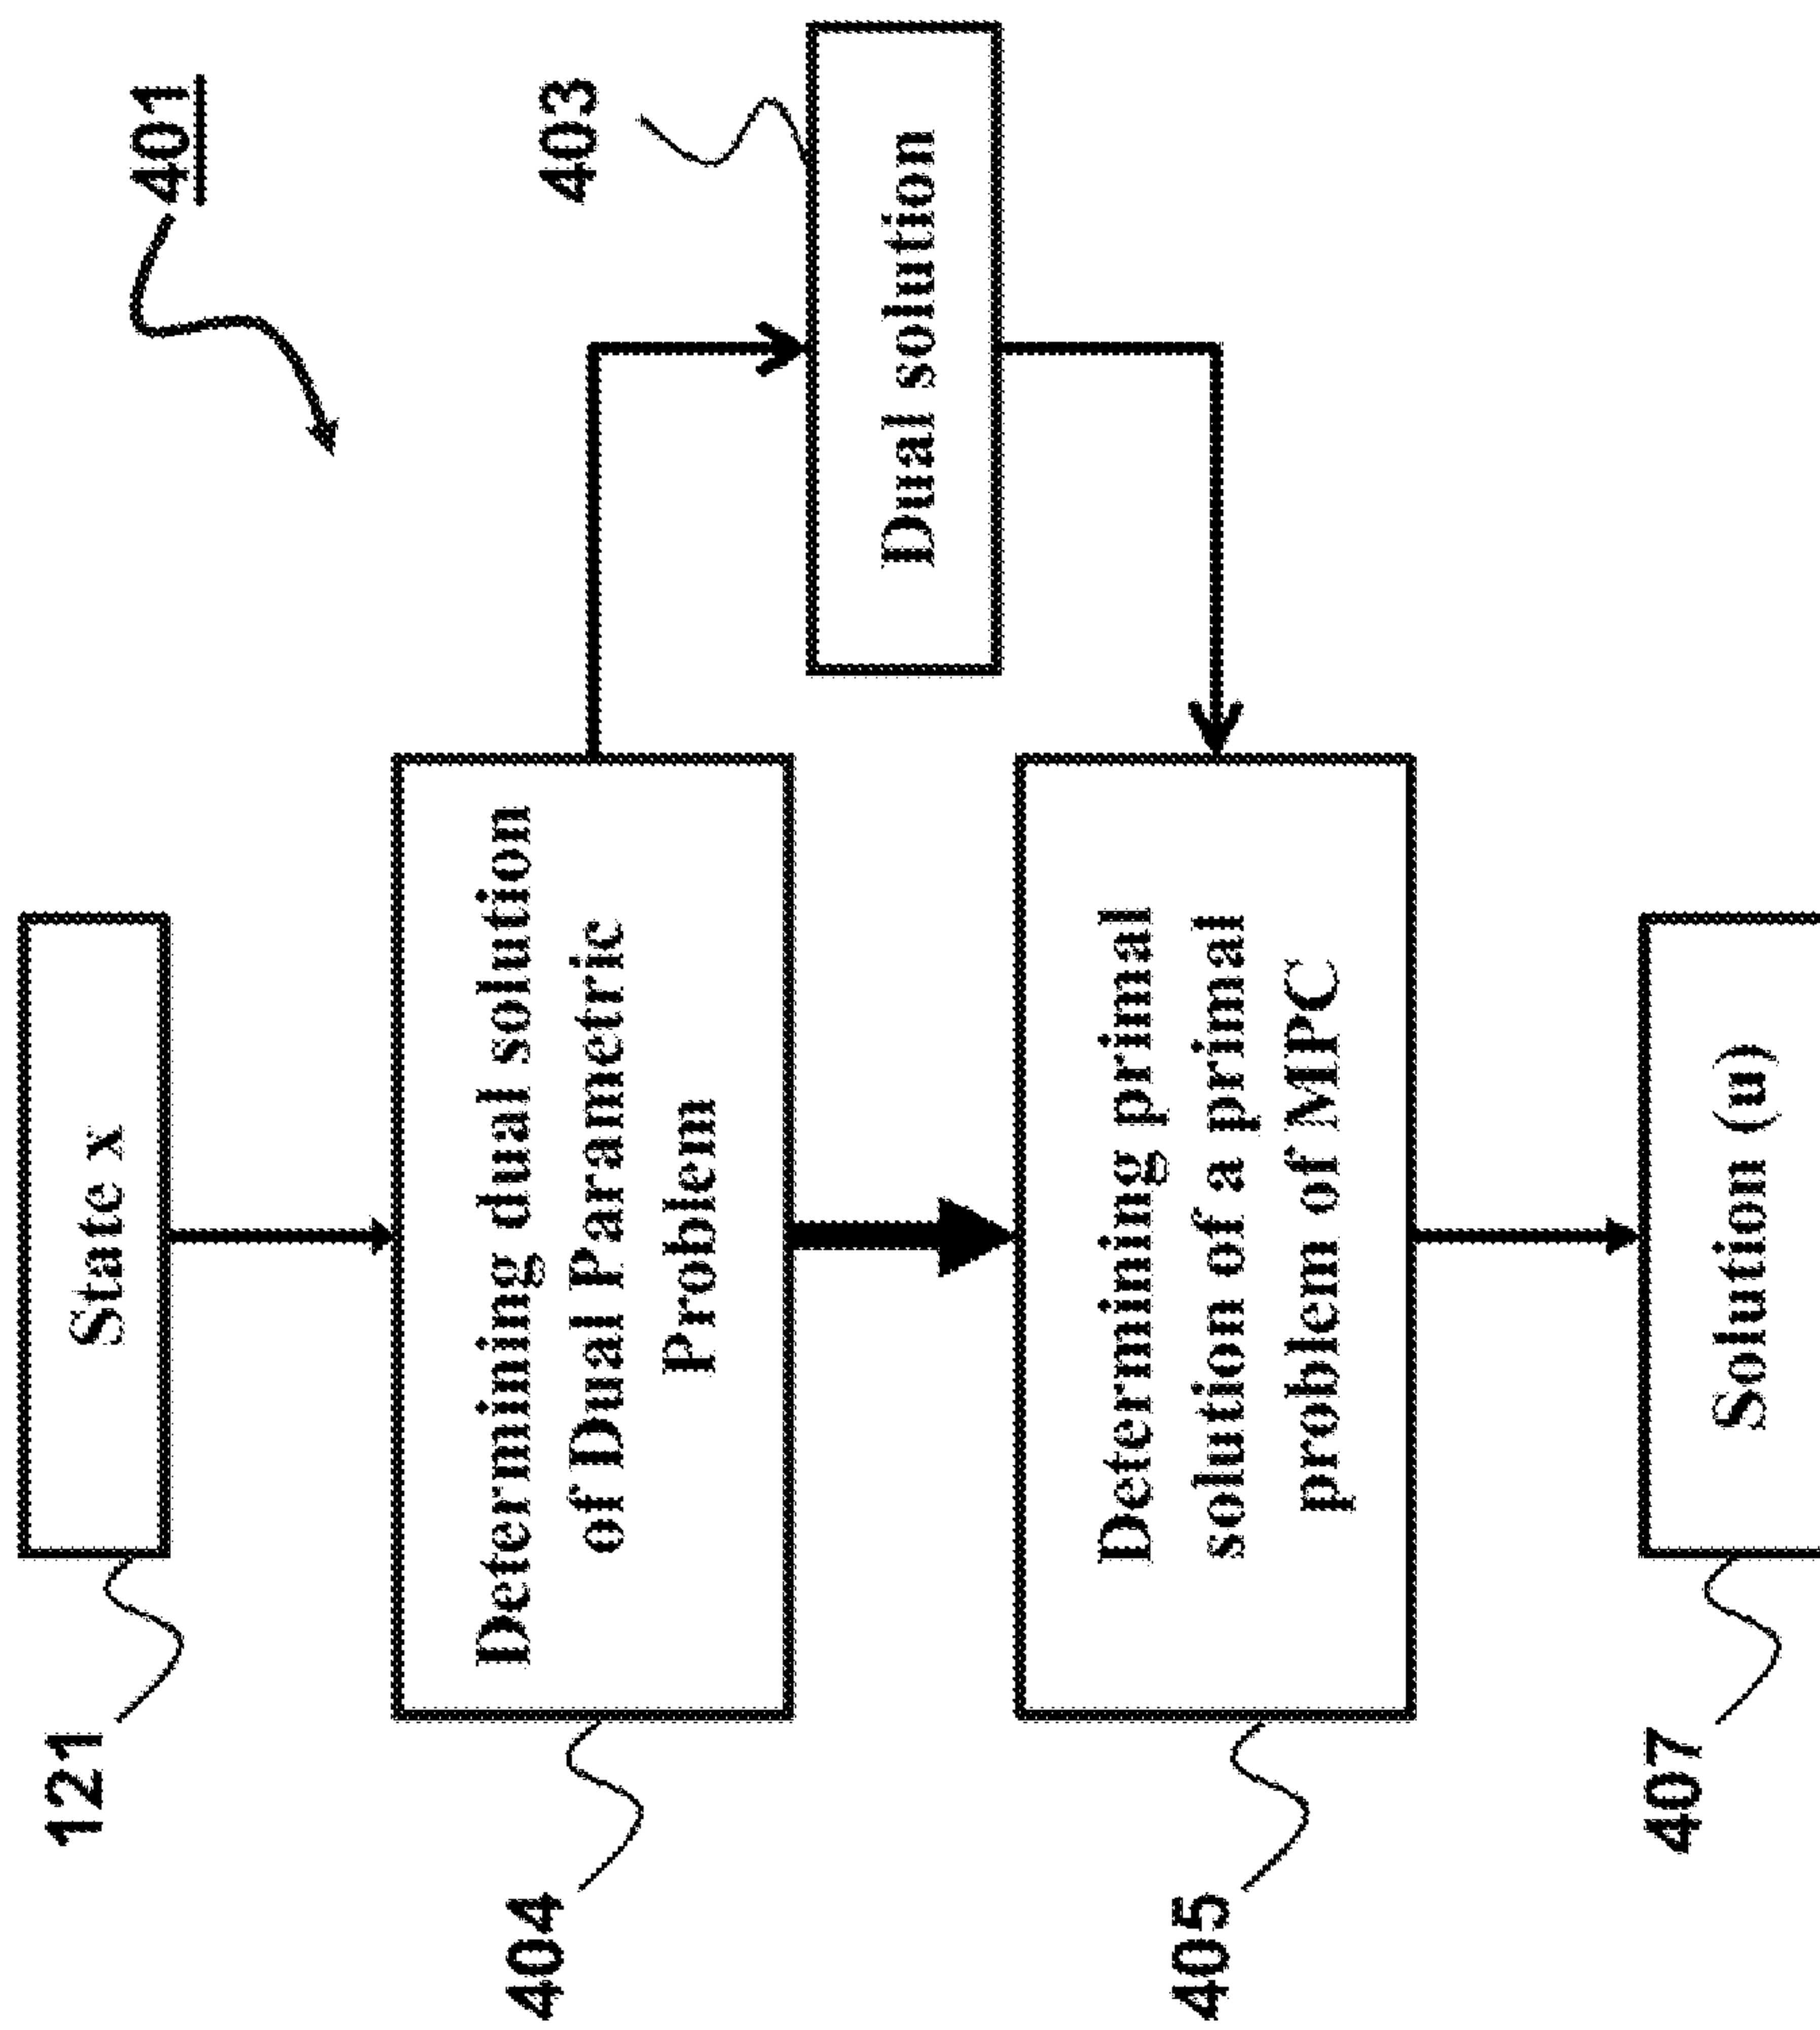 401
121
State x
404
Determining dual solution
of Dual Parametric
Problem
403
Dual solution
405
Determining primal
solution of a primal
problem of MPC
407
Solution (u)